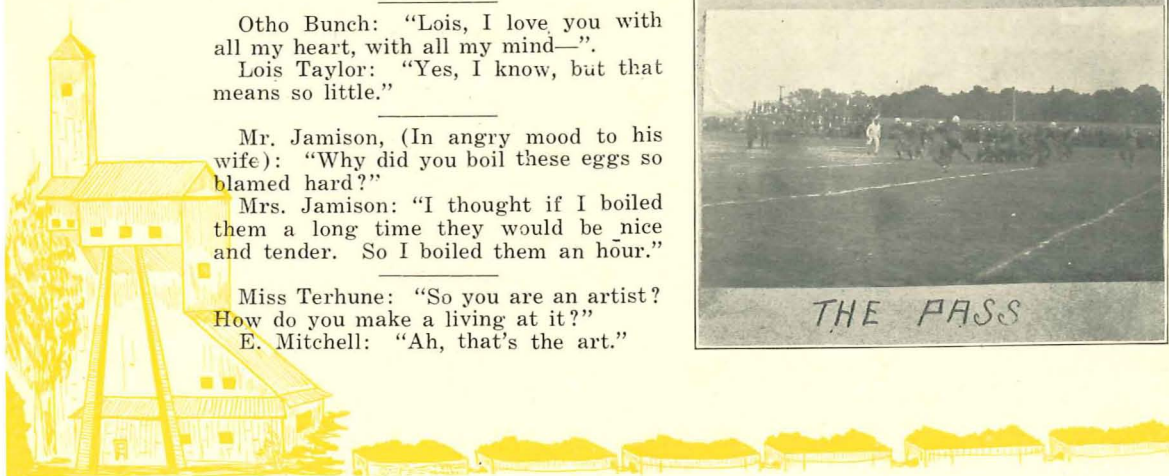 Otho Bunch: “Lois, I love you with
all my heart, with all my mind—”.
Lois Taylor: “Yes, I know, but that
means so little.”
Mr. Jamison, (In angry mood to his
wife): “Why did you boil these eggs so
blamed hard?”
Mrs. Jamison: “I thought if I boiled
them a long time they would be nice
and tender. So I boiled them an hour.”
Miss Terhune: “So you are an artist?
How do you make a living at it?”
E. Mitchell: “Ah, that’s the art.”
THE PASS